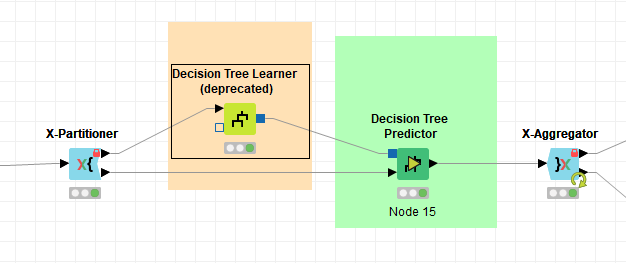 Decision Tree Learner
(deprecated)
Decision Tree
Predictor
X-Partitioner
X-Aggregator
X{
}X
Node 15